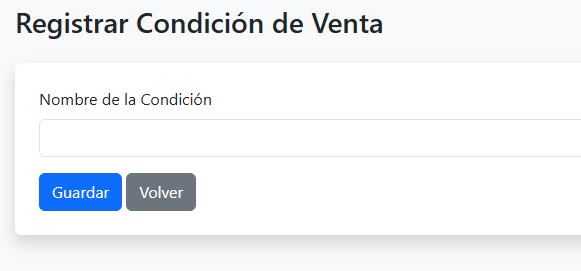 Registrar Condición de Venta
Nombre de la Condición
Guardar Volver